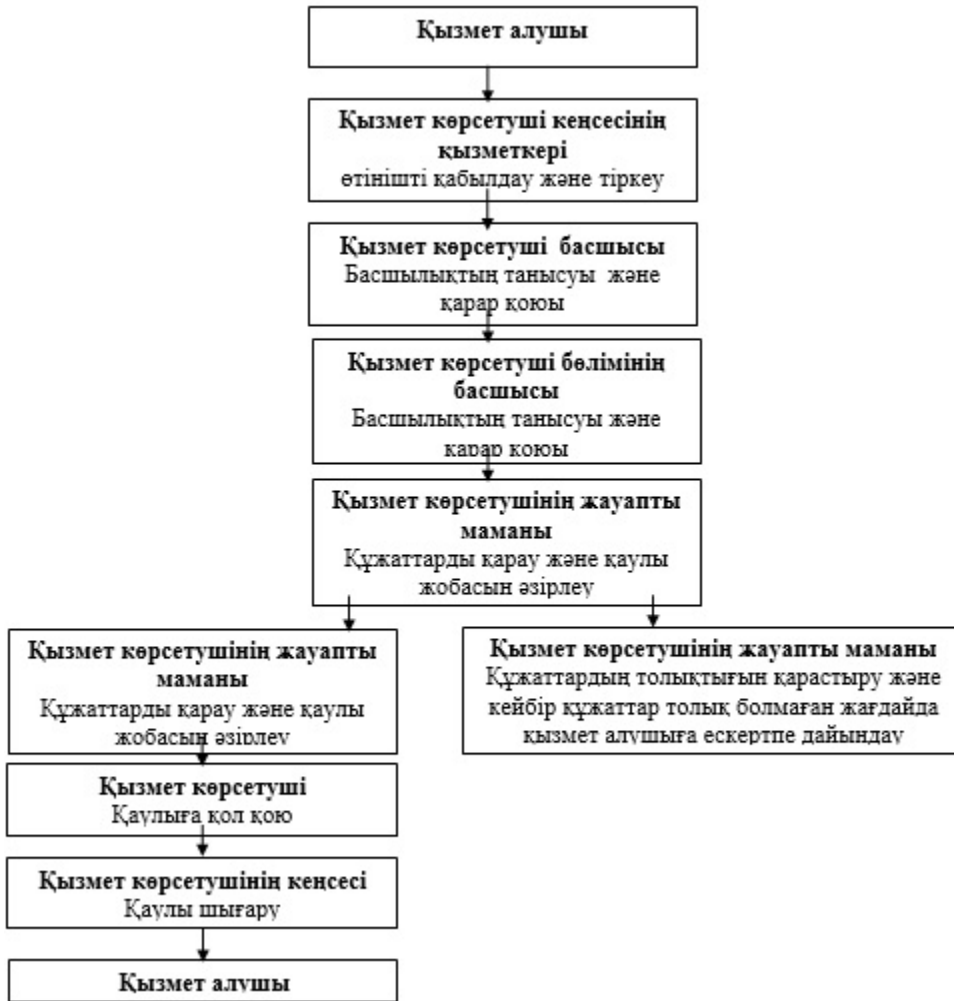 Қызмет алушы
Қызмет көрсетуші кеңсесінің
қызметкері
өтінішті қабылдау және тіркеу
Қызмет көрсетуші басшысы
Басшылықтың танысуы және
қарар қоюы
Қызмет көрсетуші бөлімінің
басшысы
Басшылықтың танысуы және
қарар қоюы
Қызмет көрсетушінің жауапты
маманы
Құжаттарды қарау және қаулы
жобасын әзірлеу
Қызмет көрсетушінің жауапты
маманы
Құжаттарды қарау және қаулы
жобасын әзірлеу
Қызмет көрсетушінің жауапты маманы
Құжаттардың толықтығын қарастыру және
кейбір құжаттар толық болмаған жағдайда
қызмет алушыға ескертпе дайындау
Қызмет көрсетуші
Қаулыға қол қою
Қызмет көрсетушінің кеңсесі
Қаулы шығару
Қызмет алушы